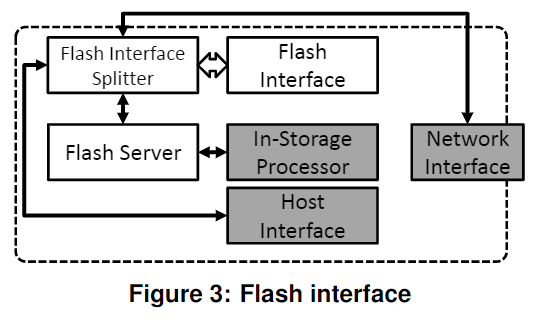 Flash Interface
Splitter
Flash
Interface
Flash Server
In-Storage
Processor
Network
Interface
Host
Interface
Figure 3: Flash interface